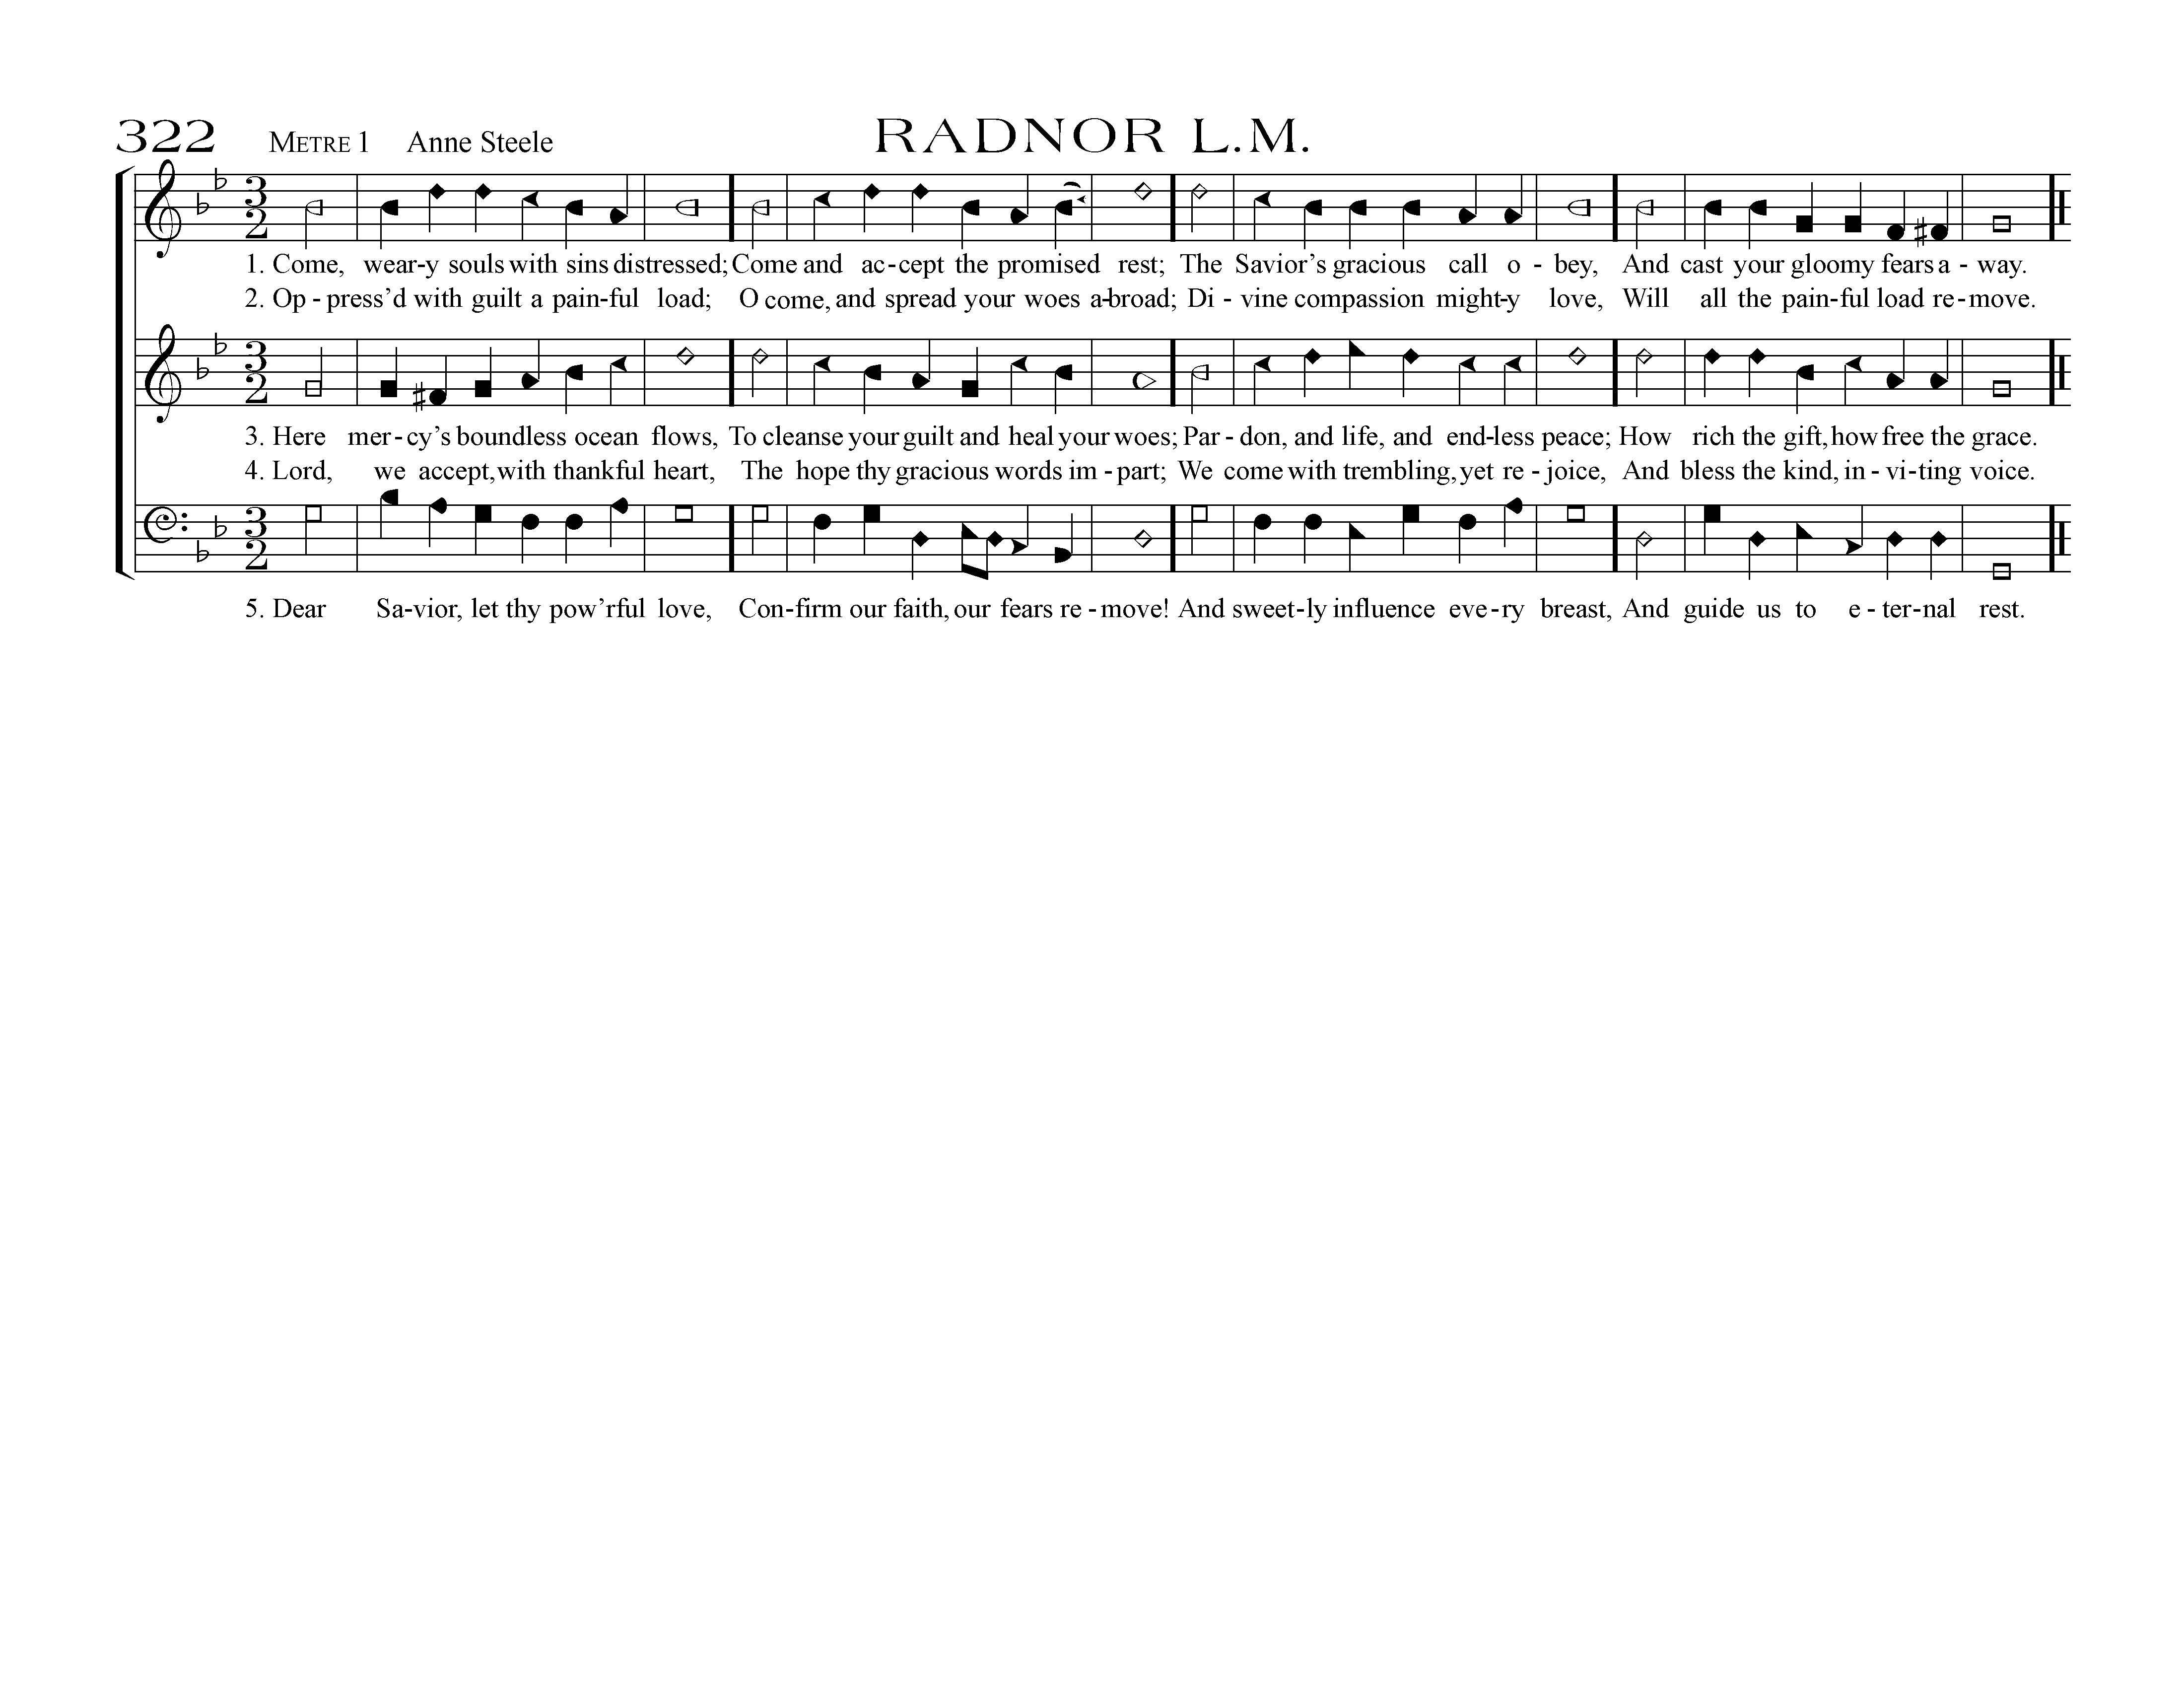 322 METRE 1 Anne Steele RADNOR L.M.
3 2
1. Come, wear-y souls with sins distressed; Come and ac-cept the promised rest; The Savior's gracious call o - bey, And cast your gloomy fears a - way.
2. Op - press'd with guilt a pain-ful load; O come, and spread your woes a-broad; Di - vine compassion might-y love, Will all the pain-ful load re-move.
3 2
3. Here mer-cy's boundless ocean flows, To cleanse your guilt and heal your woes; Par - don, and life, and end-less peace; How rich the gift, how free the grace.
4. Lord, we accept, with thankful heart, The hope thy gracious words im - part; We come with trembling, yet re - joice, And bless the kind, in - vi-ting voice.
3 2
5. Dear Sa-vior, let thy pow'rful love, Con-firm our faith, our fears re - move! And sweet-ly influence eve-ry breast, And guide us to e - ter-nal rest.